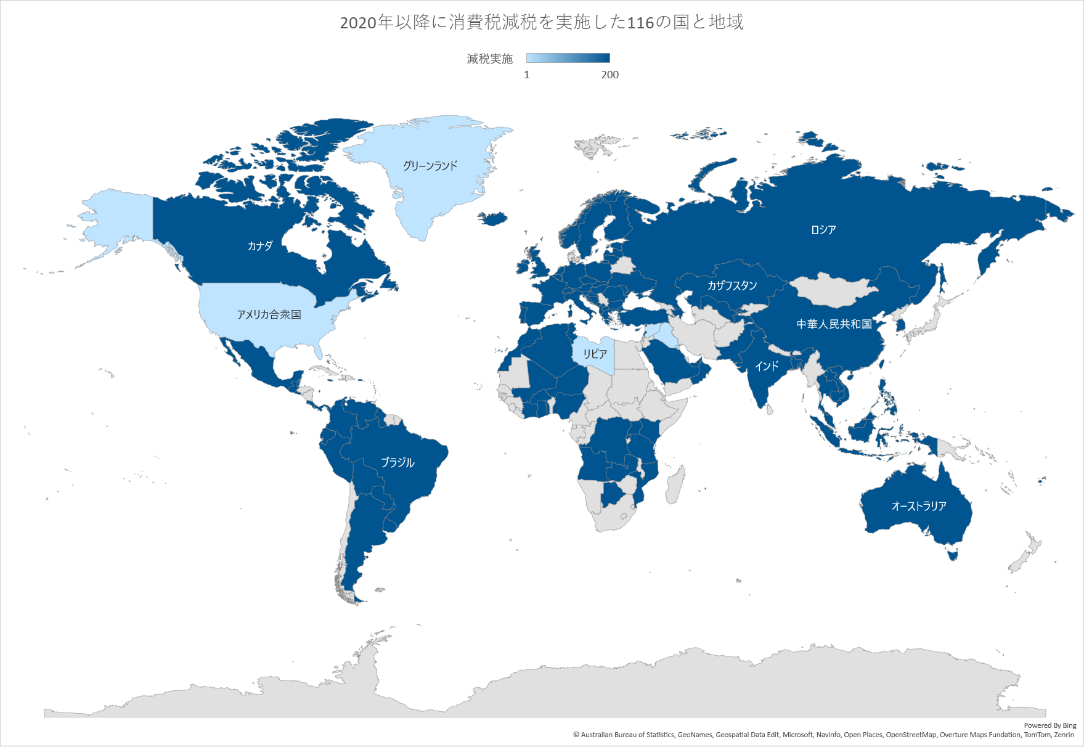 2020年以降に消費税減税を実施した116の国と地域
減税実施
1 200
グリーンランド
ロシア
カナダ
カザフスタン
アメリカ合衆国
中華人民共和国
リビア
インド
ブラジル
オーストラリア
Powered By Bing
© Australian Bureau of Statistics, GeoNames, Geospatial Data Edit, Microsoft, Navinfo, Open Places, OpenStreetMap, Overture Maps Fundation, TomTom, Zenrin